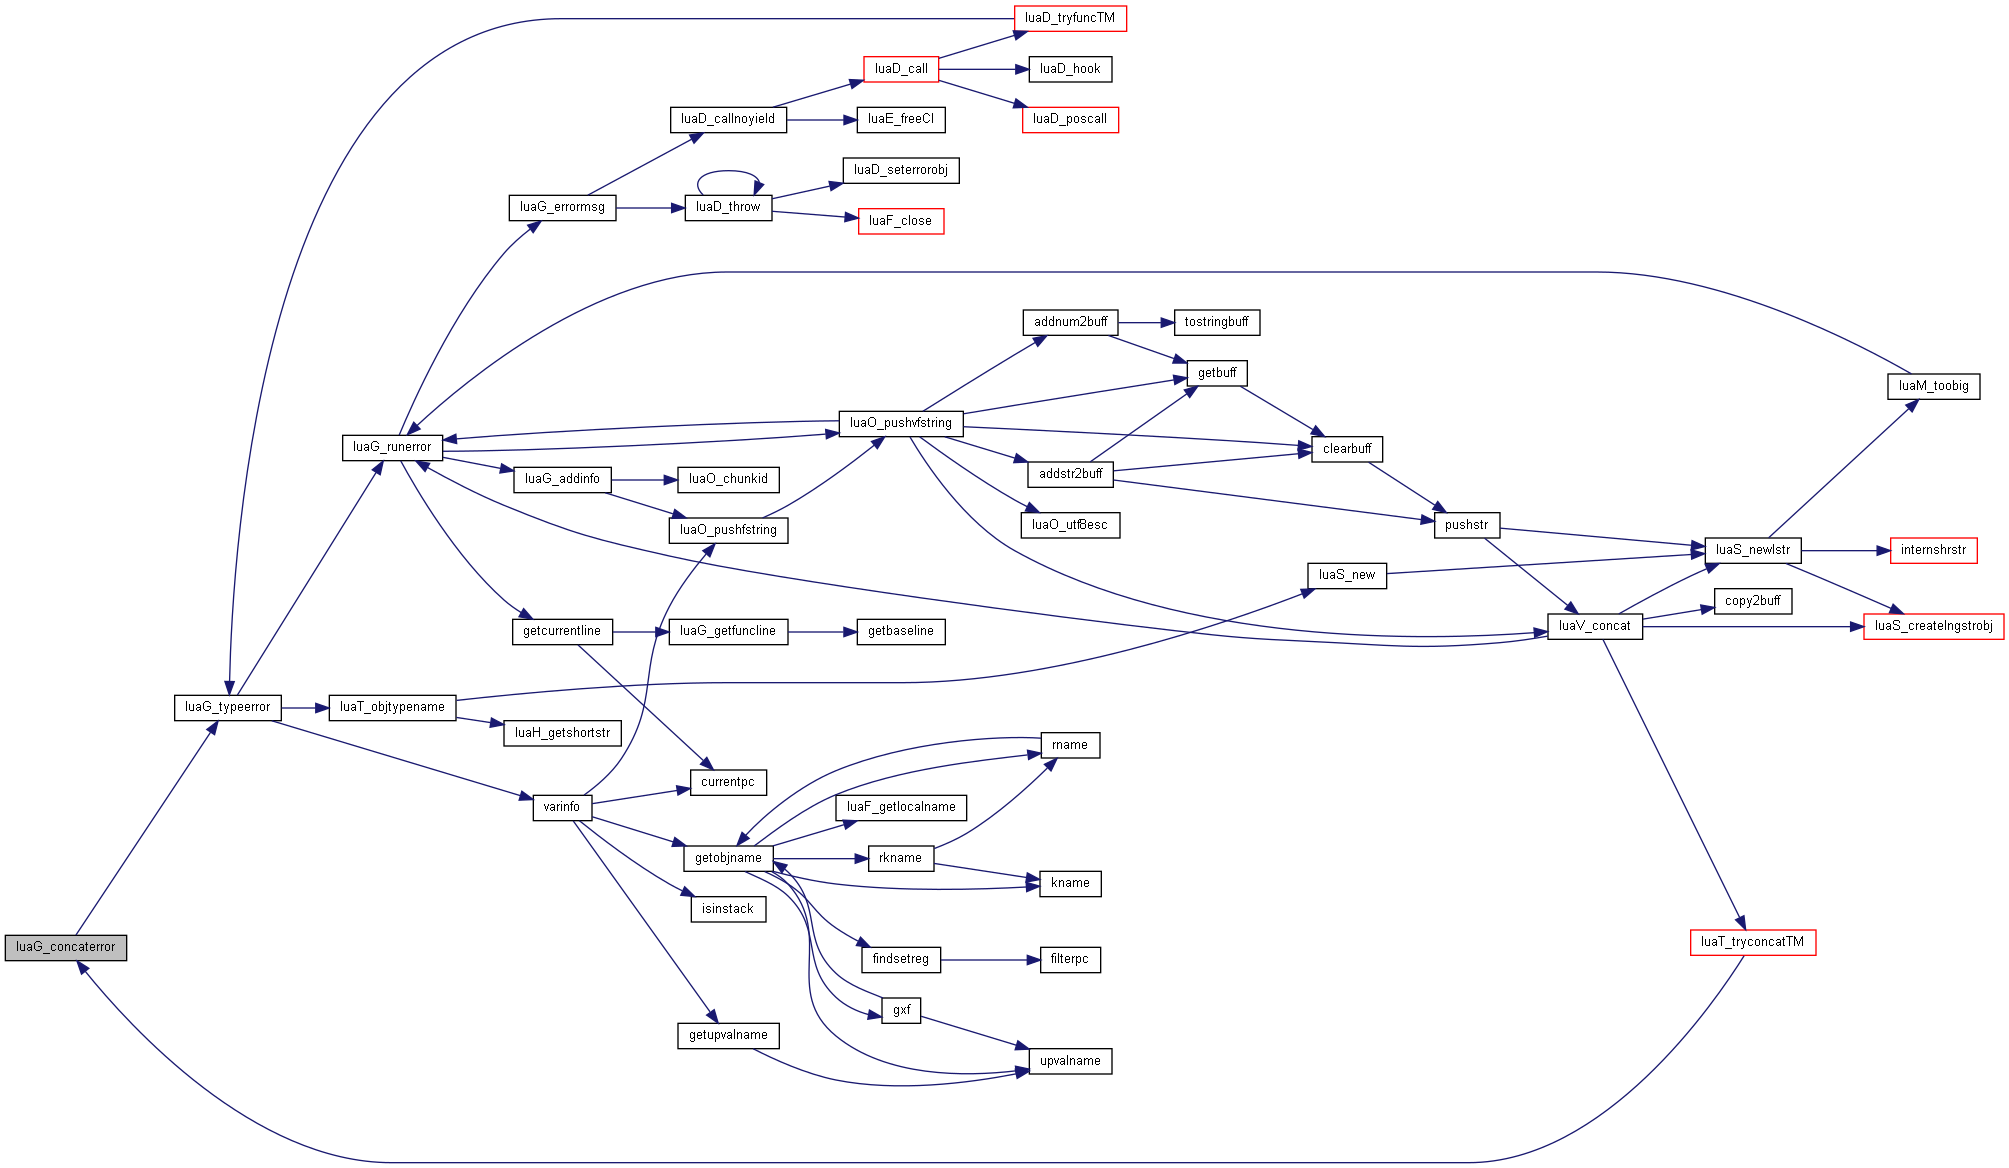 luaD_tryfuncTM
luaD_call
luaD_hook
luaD_callnoyield
luaE_freeCI
luaD_poscall
luaD_seterrorobj
luaG_errormsg
luaD_throw
luaF_close
addnum2buff
tostringbuff
getbuff
luaM_toobig
luaO_pushvfstring
luaG_runerror
clearbuff
luaG_addinfo
luaO_chunkid
addstr2buff
luaO_pushfstring
luaO_utf8esc
pushstr
luaS_newlstr
internshrstr
luaS_new
copy2buff
getcurrentline
luaG_getfuncline
getbaseline
luaV_concat
luaS_createlngstrobj
luaG_typeerror
luaT_objtypename
luaH_getshortstr
rname
currentpc
varinfo
luaF_getlocalname
getobjname
rkname
kname
isinstack
luaG_concaterror
luaT_tryconcatTM
findsetreg
filterpc
gxf
getupvalname
upvalname